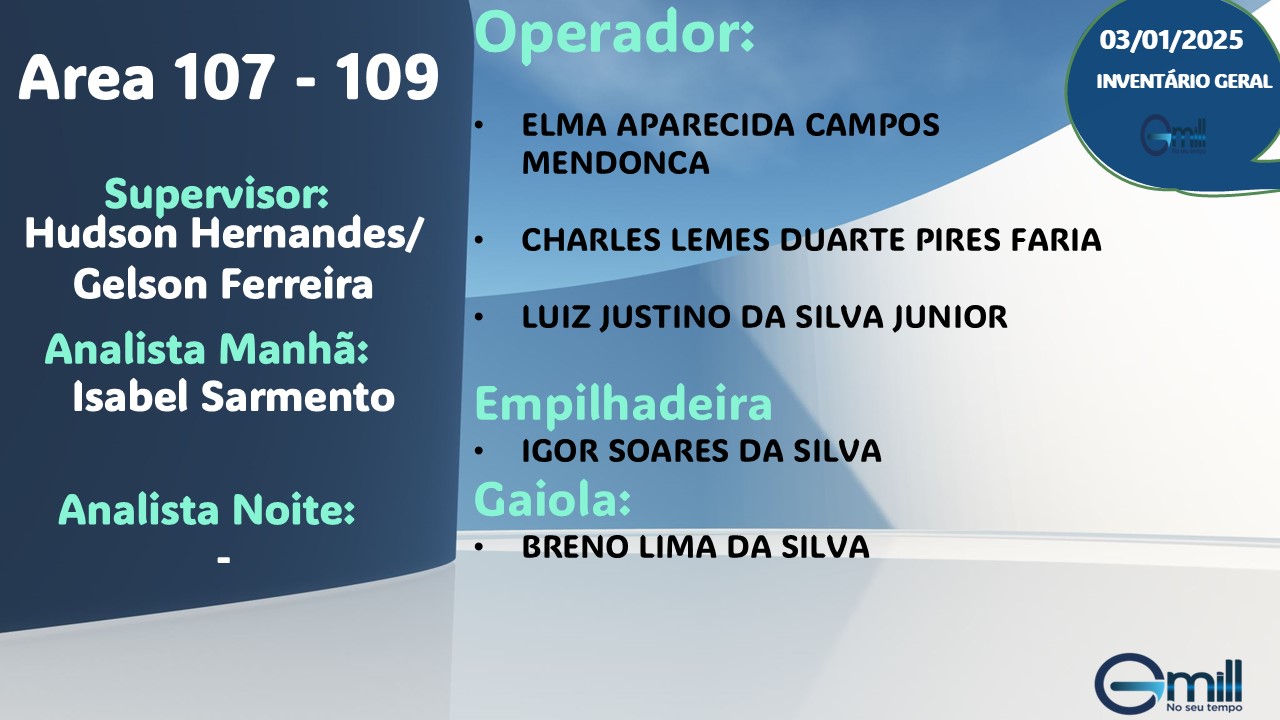 Area 107 - 109
Supervisor:
Hudson Hernandes/
Gelson Ferreira
Analista Manhã:
Isabel Sarmento
Analista Noite:
-
Operador:
• ELMA APARECIDA CAMPOS
MENDONCA
• CHARLES LEMES DUARTE PIRES FARIA
• LUIZ JUSTINO DA SILVA JUNIOR
Empilhadeira
• IGOR SOARES DA SILVA
Gaiola:
• BRENO LIMA DA SILVA
03/01/2025
INVENTÁRIO GERAL
Gmill
Gmill
No seu tempo